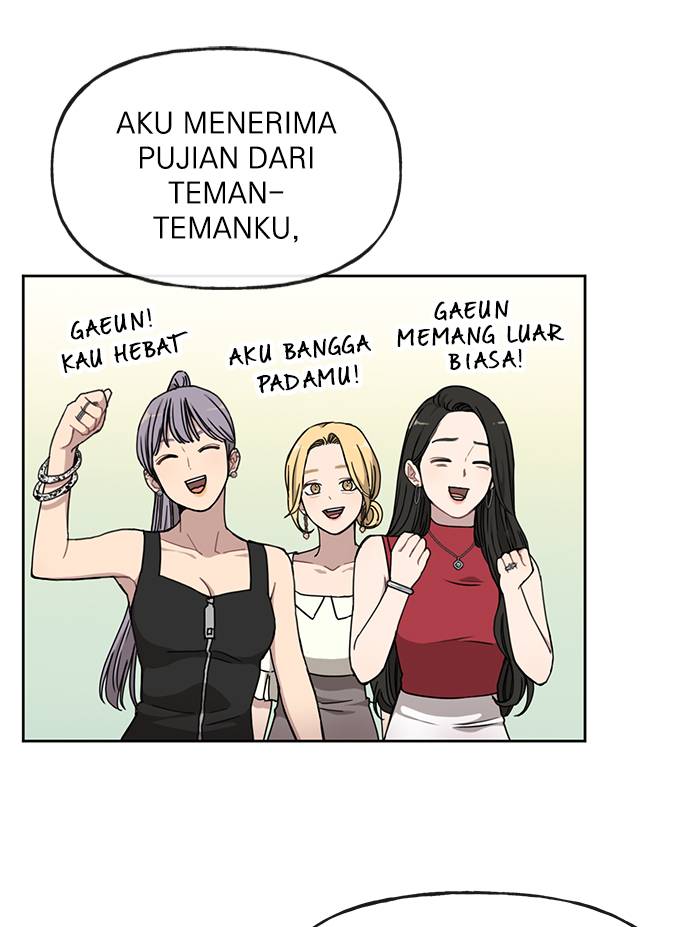 AKU MENERIMA
PUJIAN DARI
TEMAN-
TEMANKU,
GAEUN!
KAU HEBAT
AKU BANGGA
PADAMU!
GAEUN
MEMANG LUAR
BIASA!